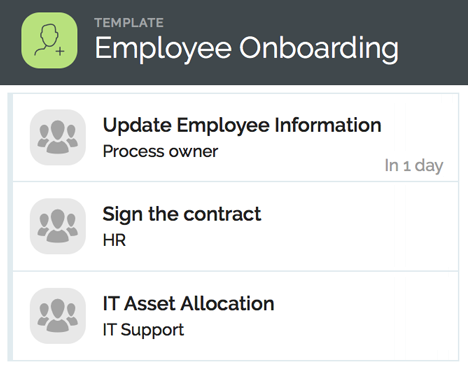 TEMPLATE
Employee Onboarding
Update Employee Information
Process owner
In 1 day
Sign the contract
HR
IT Asset Allocation
IT Support